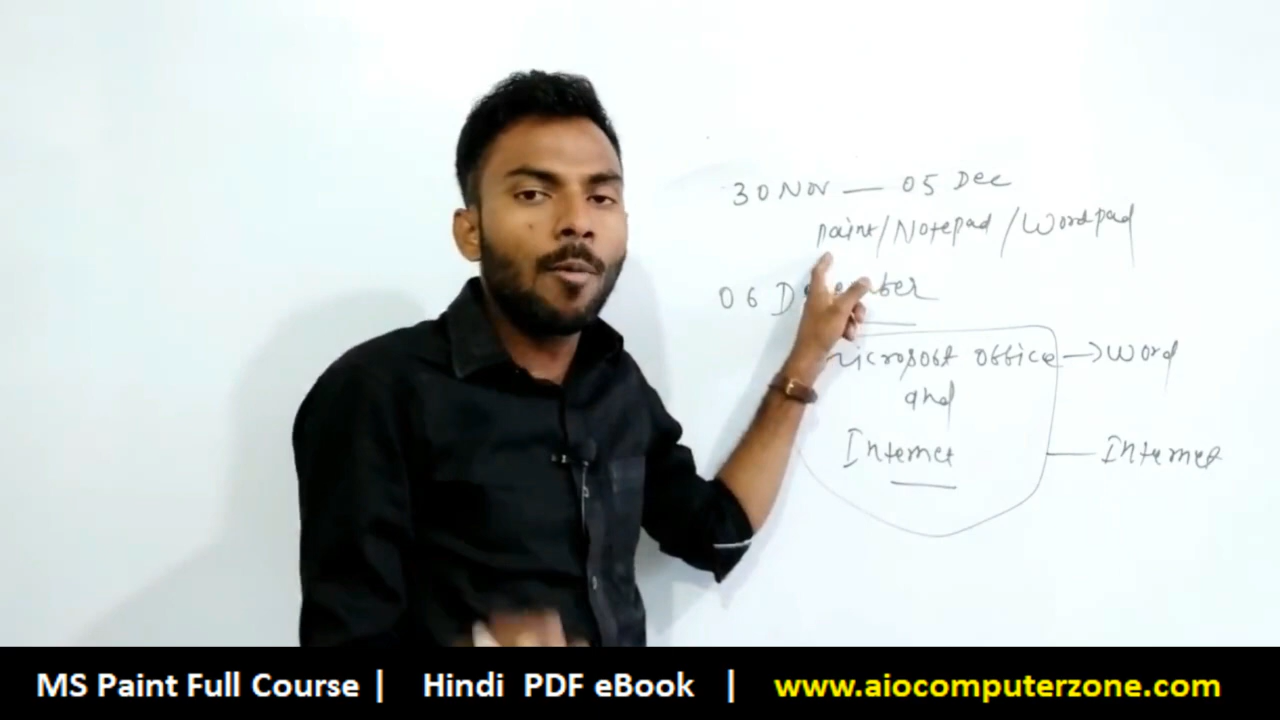 30 Nov — 05 Dec
Paint/Notepad/Wordpad
06 December
Microsoft office → Word
and
Internet — Internet
MS Paint Full Course | Hindi PDF eBook | www.aiocomputerzone.com